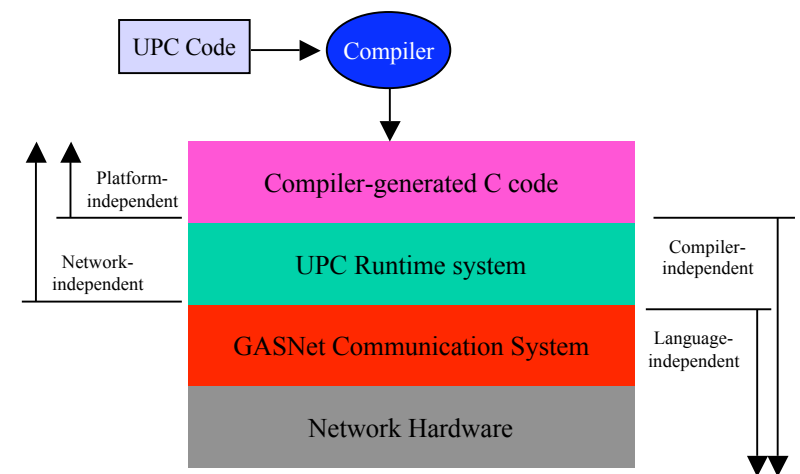 UPC Code
Compiler
Compiler-generated C code
Platform-
independent
UPC Runtime system
Compiler-
independent
Network-
independent
GASNet Communication System
Language-
independent
Network Hardware